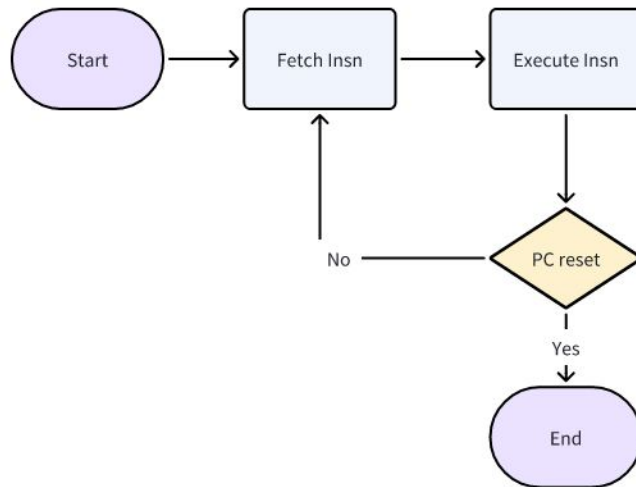 Start
Fetch Insn
Execute Insn
PC reset
No
Yes
End